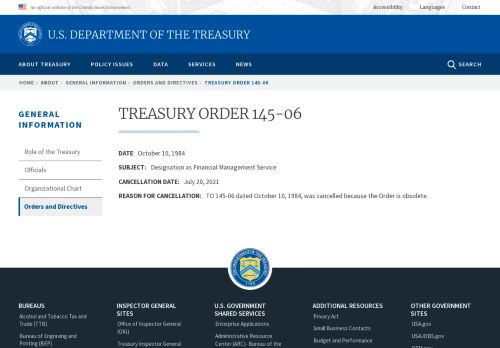 An official website of the United States Government
Accessibility Languages Contact
U.S. DEPARTMENT OF THE TREASURY
ABOUT TREASURY POLICY ISSUES DATA SERVICES NEWS SEARCH
HOME › ABOUT › GENERAL INFORMATION › ORDERS AND DIRECTIVES › TREASURY ORDER 145-06
GENERAL
INFORMATION
Role of the Treasury
Officials
Organizational Chart
Orders and Directives
TREASURY ORDER 145-06
DATE: October 10, 1984
SUBJECT: Designation as Financial Management Service
CANCELLATION DATE: July 20, 2021
REASON FOR CANCELLATION: TO 145-06 dated October 10, 1984, was cancelled because the Order is obsolete.
BUREAUS
Alcohol and Tobacco Tax and
Trade (TTB)
Bureau of Engraving and
Printing (BEP)
INSPECTOR GENERAL
SITES
Office of Inspector General
(OIG)
Treasury Inspector General
U.S. GOVERNMENT
SHARED SERVICES
Enterprise Applications
Administrative Resource
Center (ARC)- Bureau of the
ADDITIONAL RESOURCES
Privacy Act
Small Business Contacts
Budget and Performance
OTHER GOVERNMENT
SITES
USA.gov
USAJOBS.gov